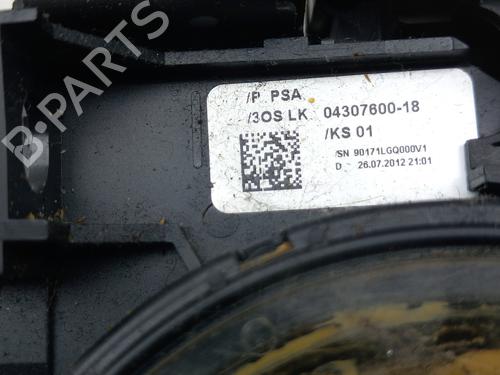 B-PARTS
/P PSA
/3OS LK 04307600-18
/KS 01
/SN 90171LGQ000V1
D 26.07.2012 21:01